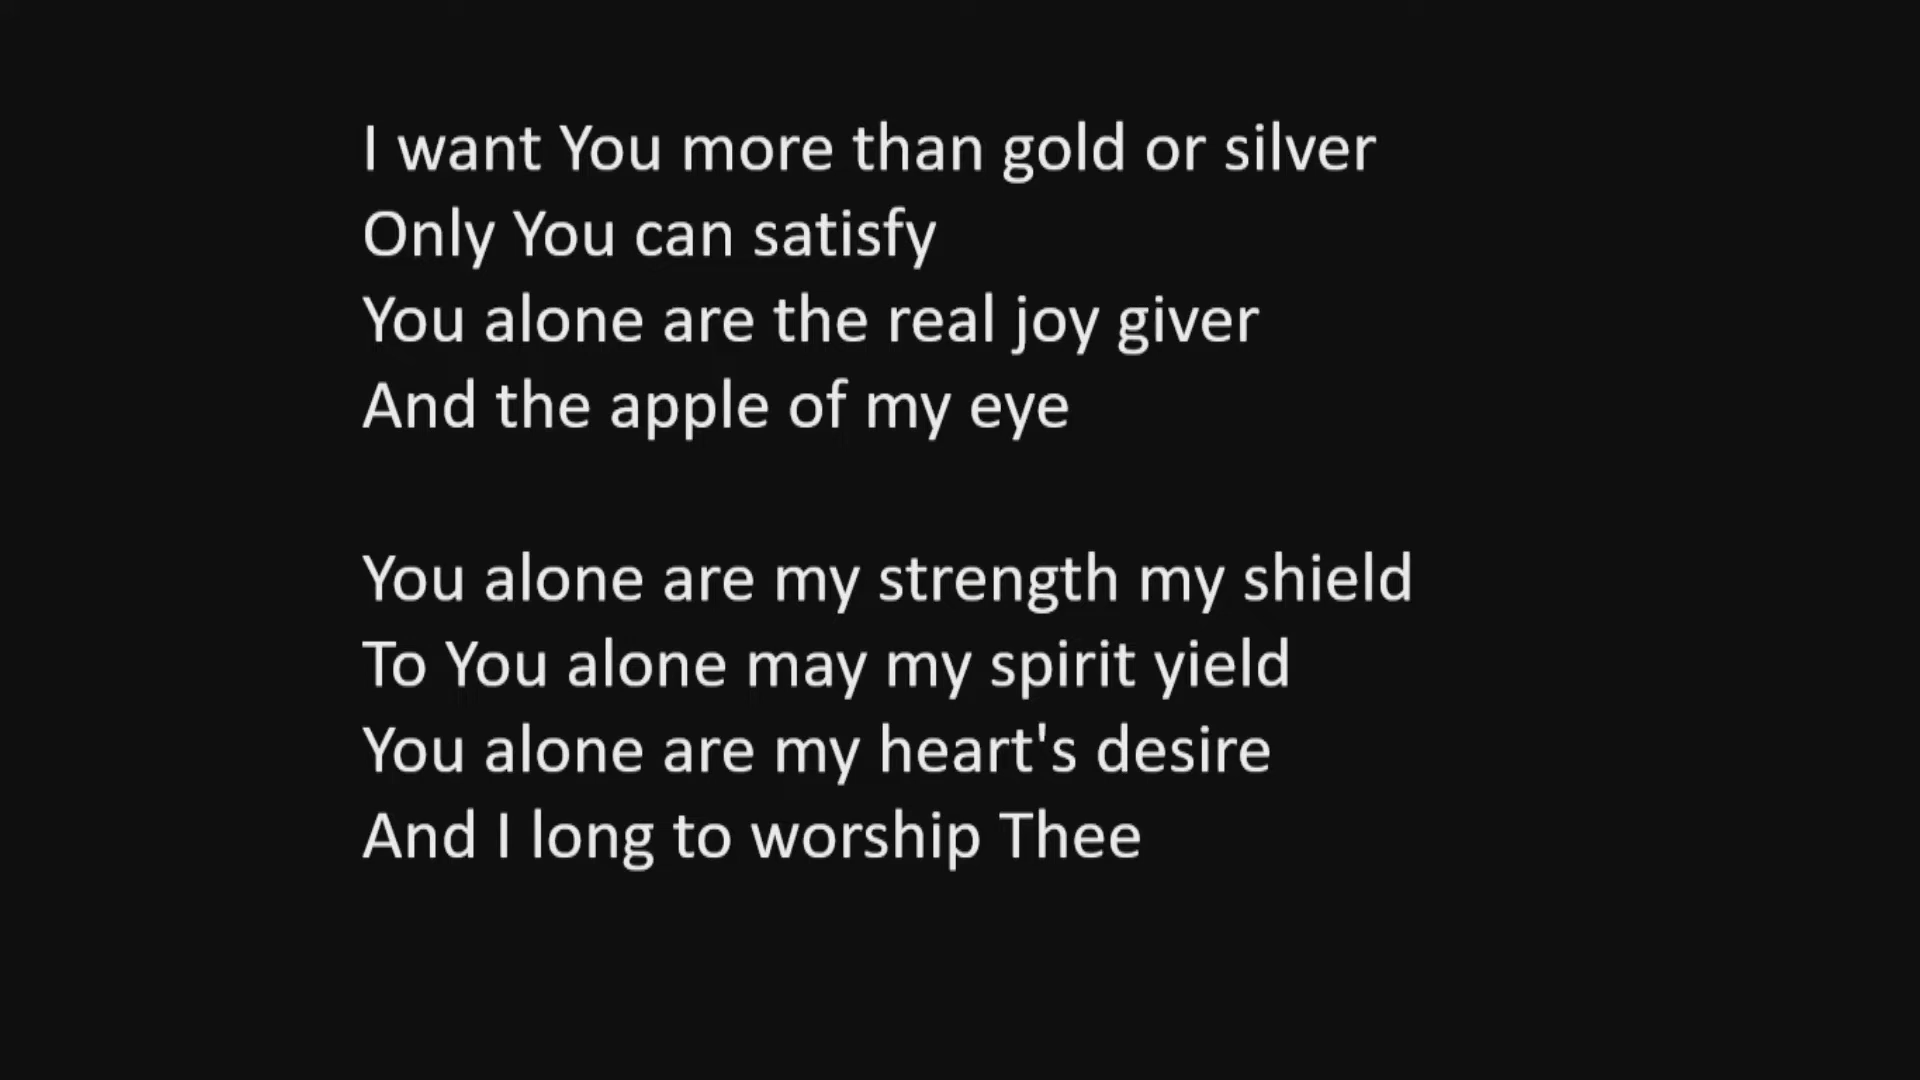 I want You more than gold or silver
Only You can satisfy
You alone are the real joy giver
And the apple of my eye

You alone are my strength my shield
To You alone may my spirit yield
You alone are my heart's desire
And I long to worship Thee